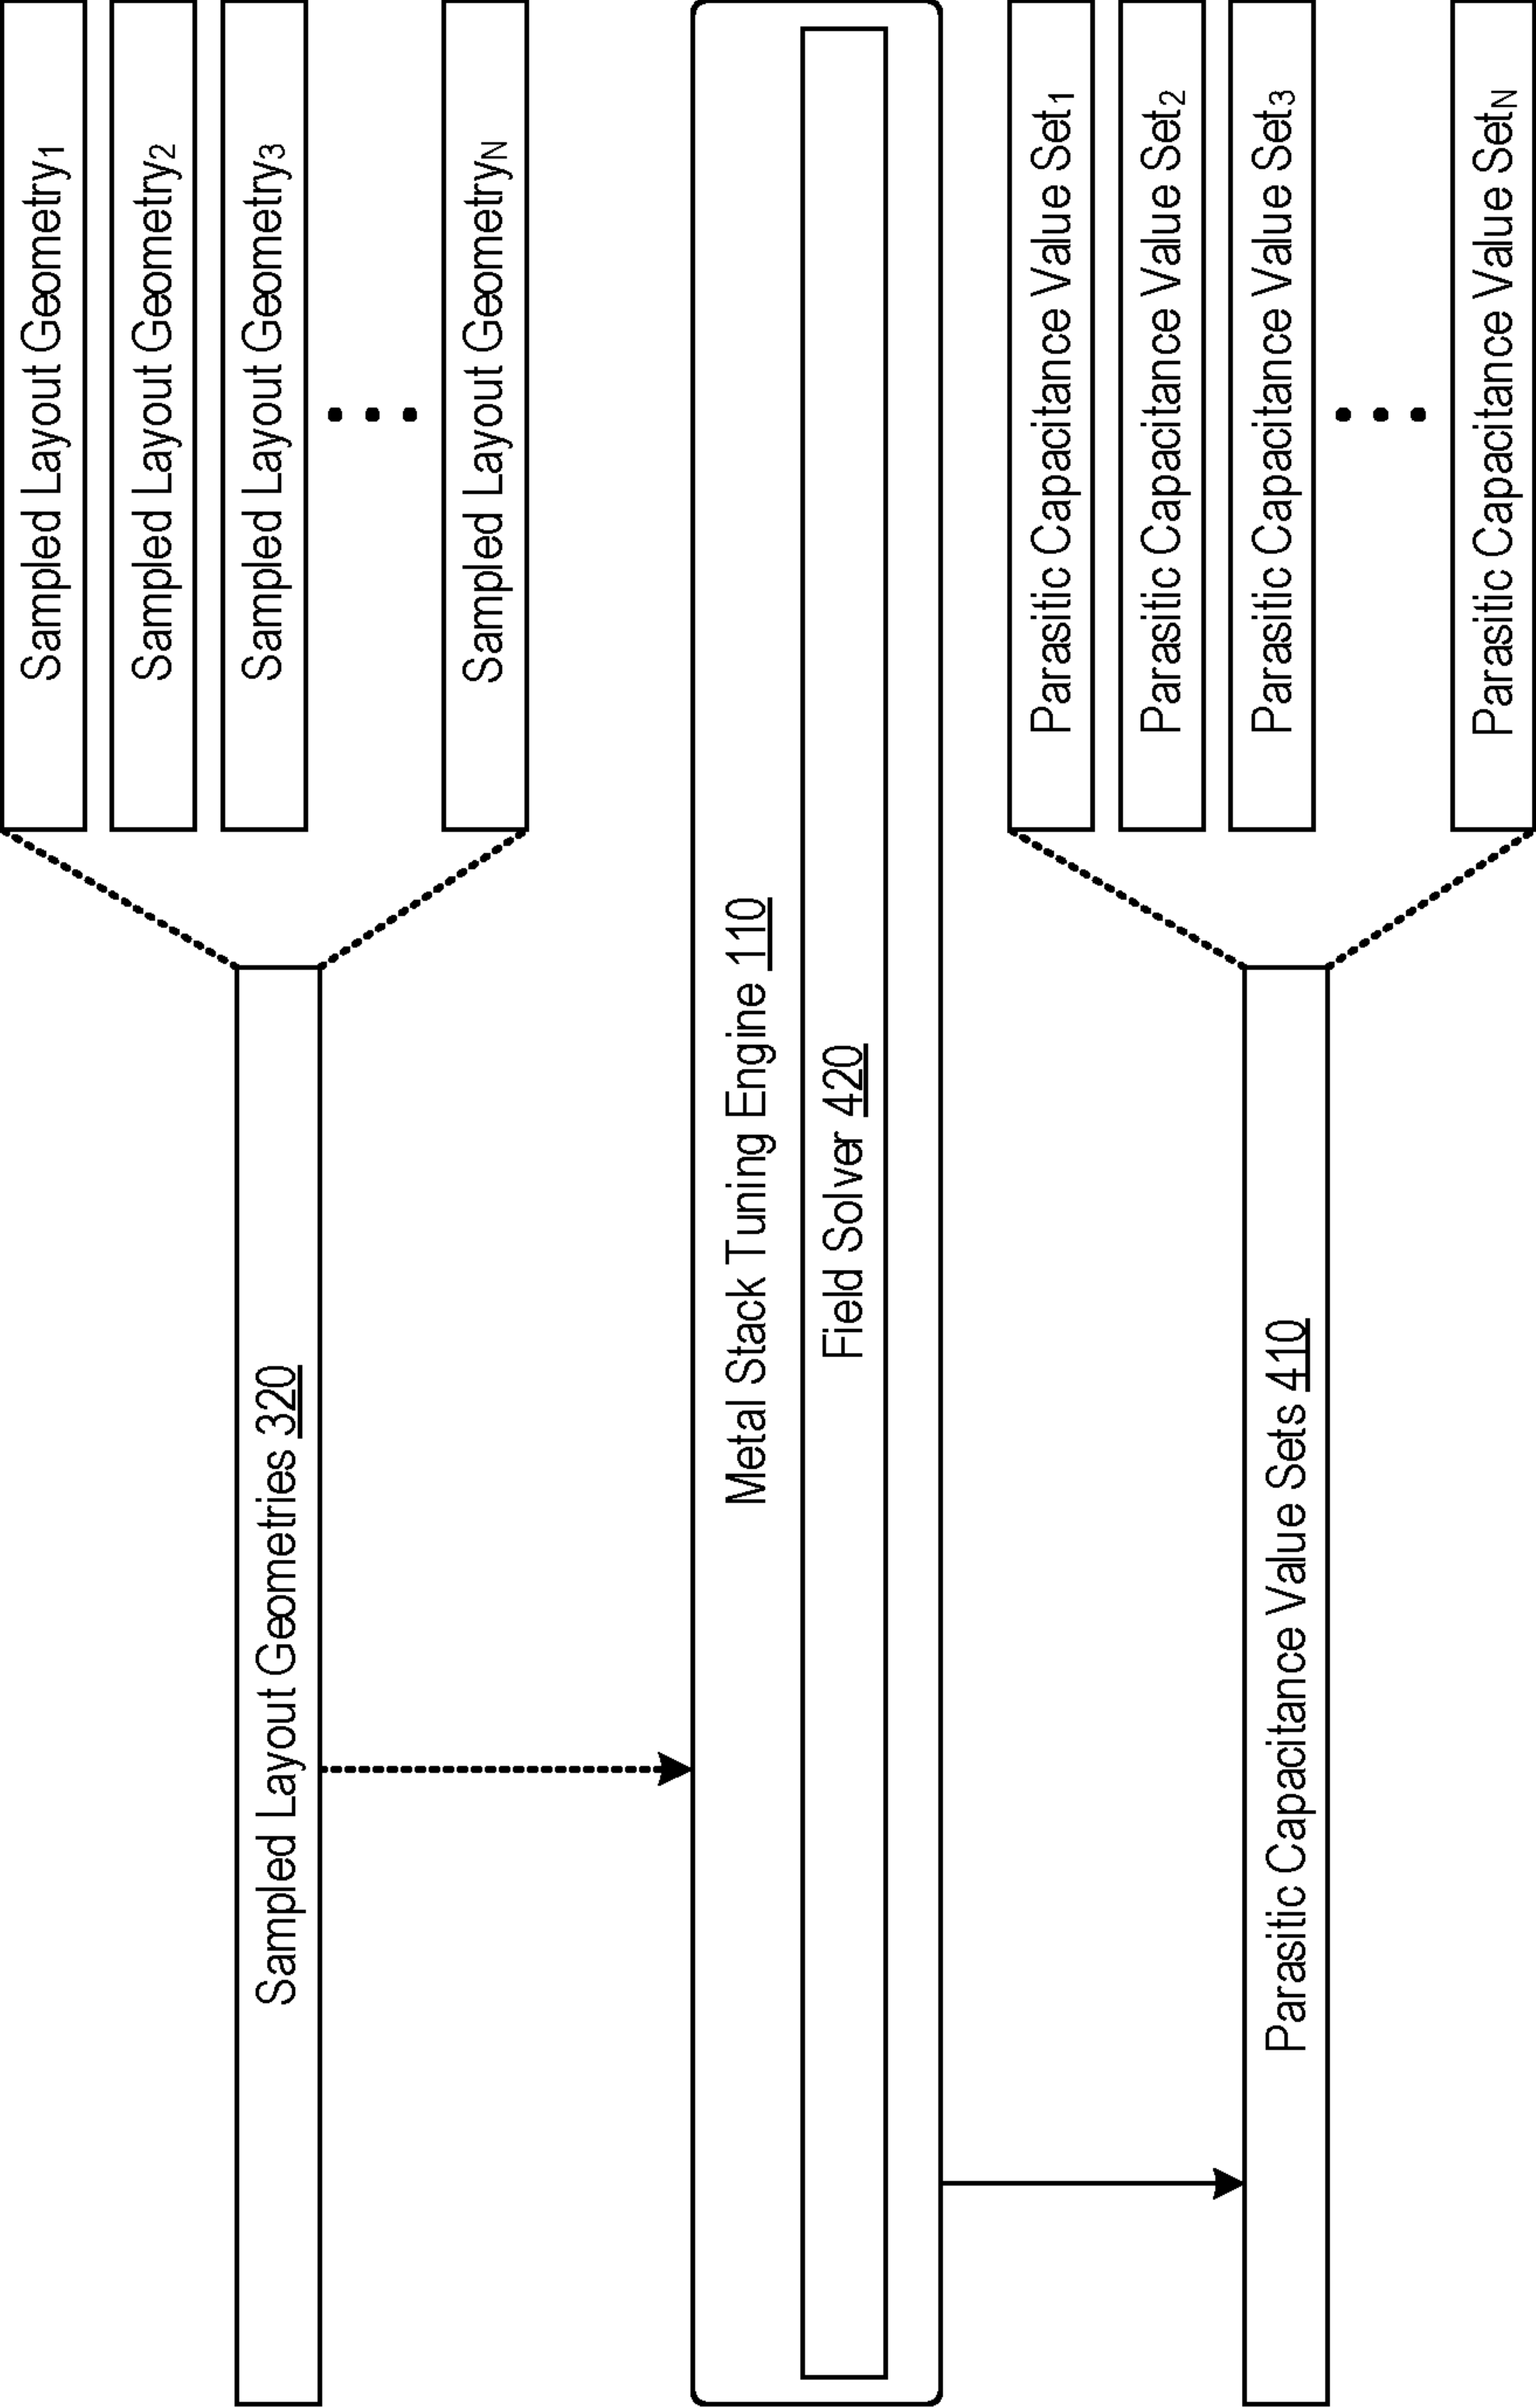 Sampled Layout Geometries 320
Sampled Layout Geometry1
Sampled Layout Geometry2
Sampled Layout Geometry3
Sampled Layout GeometryN
Metal Stack Tuning Engine 110
Field Solver 420
Parasitic Capacitance Value Sets 410
Parasitic Capacitance Value Set1
Parasitic Capacitance Value Set2
Parasitic Capacitance Value Set3
Parasitic Capacitance Value SetN